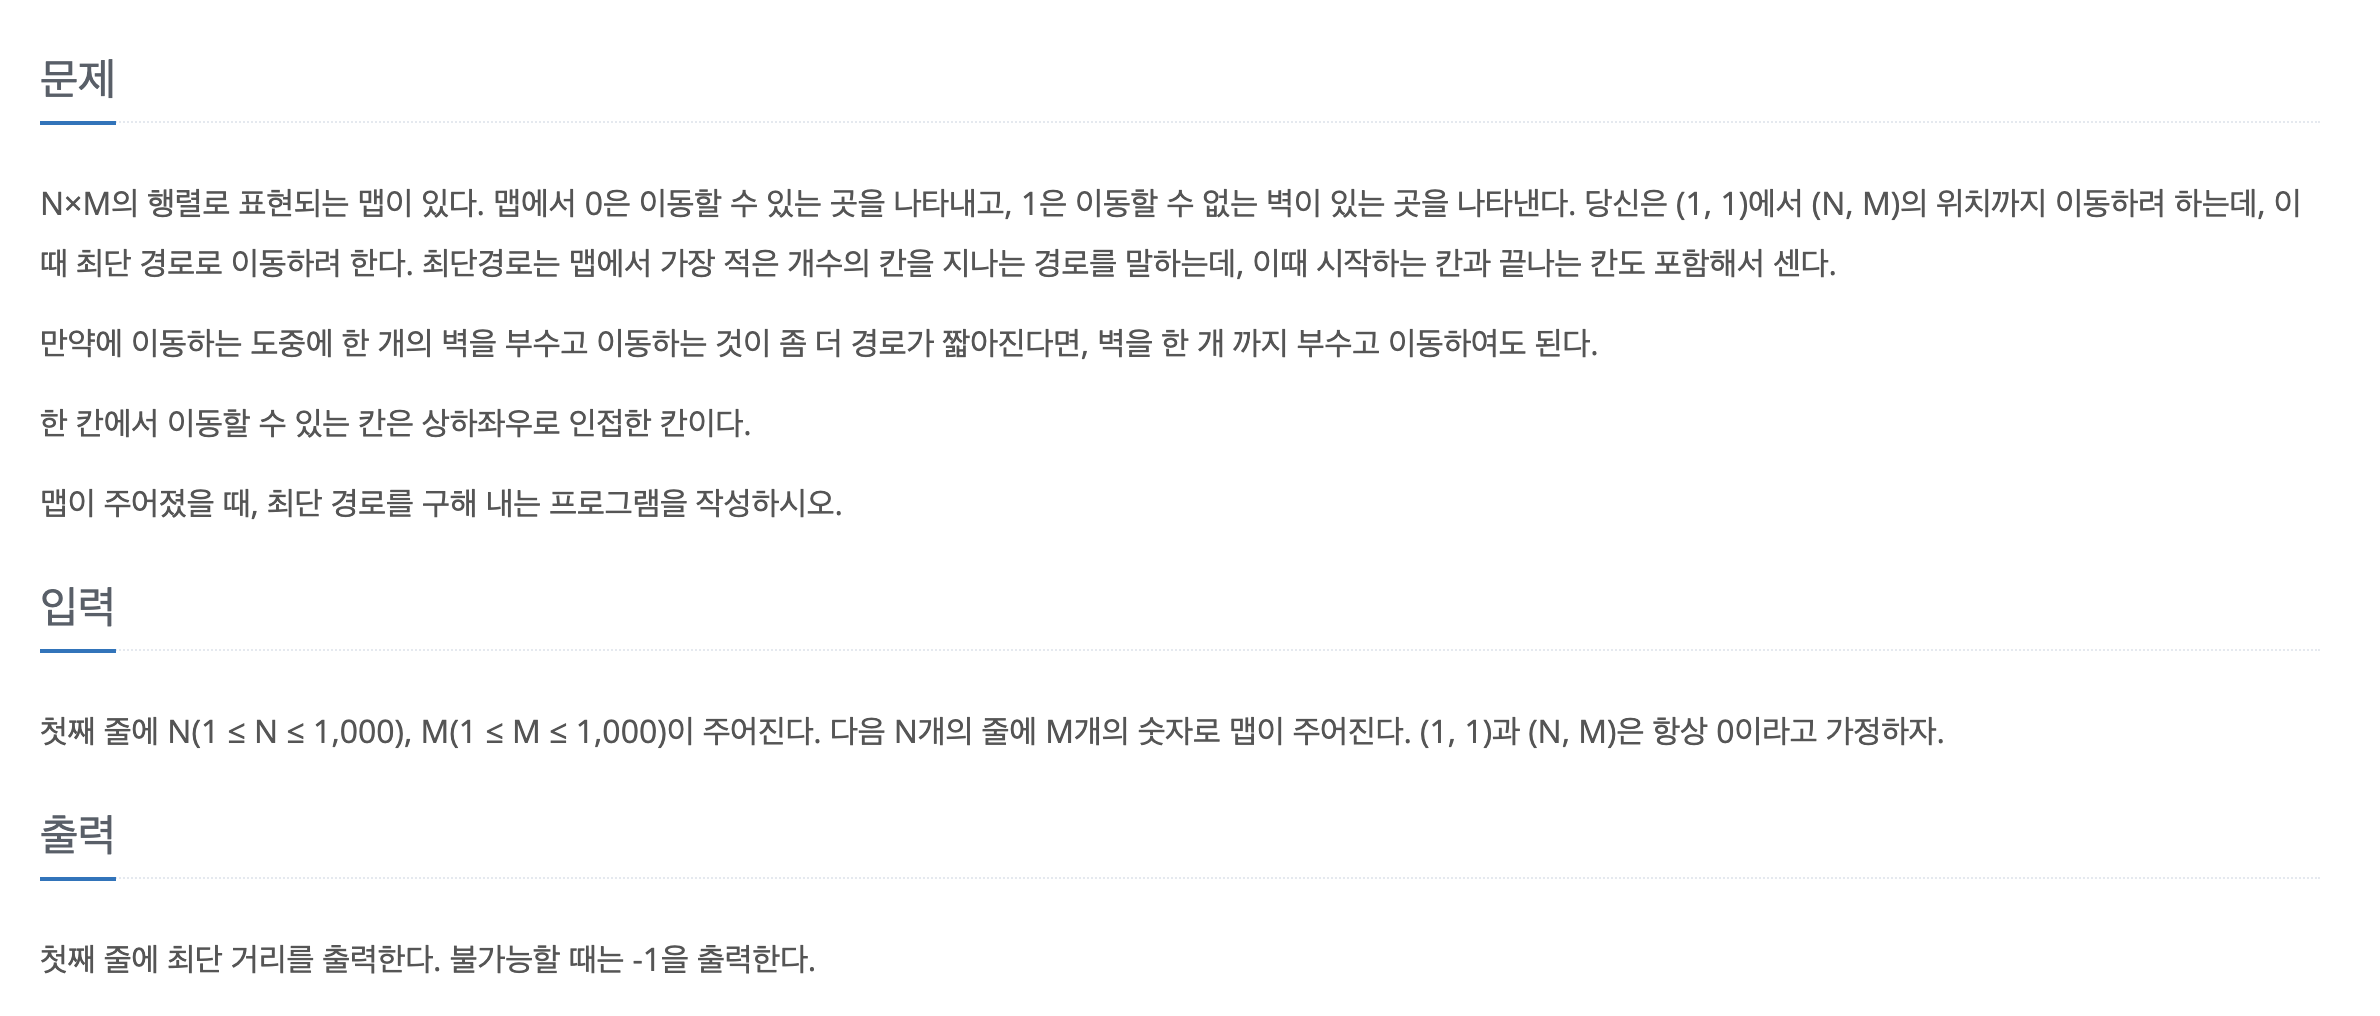 문제
N×M의 행렬로 표현되는 맵이 있다. 맵에서 0은 이동할 수 있는 곳을 나타내고, 1은 이동할 수 없는 벽이 있는 곳을 나타낸다. 당신은 (1, 1)에서 (N, M)의 위치까지 이동하려 하는데, 이
때 최단 경로로 이동하려 한다. 최단경로는 맵에서 가장 적은 개수의 칸을 지나는 경로를 말하는데, 이때 시작하는 칸과 끝나는 칸도 포함해서 센다.
만약에 이동하는 도중에 한 개의 벽을 부수고 이동하는 것이 좀 더 경로가 짧아진다면, 벽을 한 개 까지 부수고 이동하여도 된다.
한 칸에서 이동할 수 있는 칸은 상하좌우로 인접한 칸이다.
맵이 주어졌을 때, 최단 경로를 구해 내는 프로그램을 작성하시오.
입력
첫째 줄에 N(1 ≤ N ≤ 1,000), M(1 ≤ M ≤ 1,000)이 주어진다. 다음 N개의 줄에 M개의 숫자로 맵이 주어진다. (1, 1)과 (N, M)은 항상 0이라고 가정하자.
출력
첫째 줄에 최단 거리를 출력한다. 불가능할 때는 -1을 출력한다.